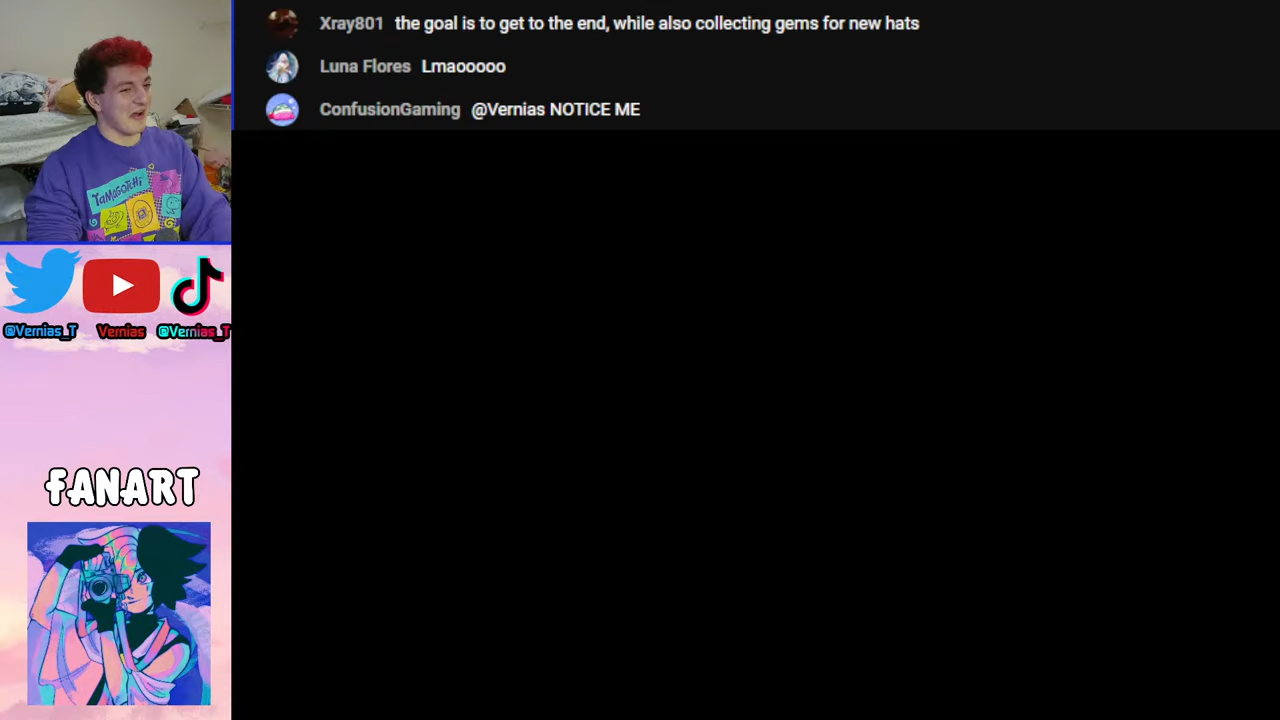 Xray801 the goal is to get to the end, while also collecting gems for new hats
Luna Flores Lmaooooo
ConfusionGaming @Vernias NOTICE ME
TAMAGOTCHI
@Vernias_T Vernias @Vernias_T
FANART